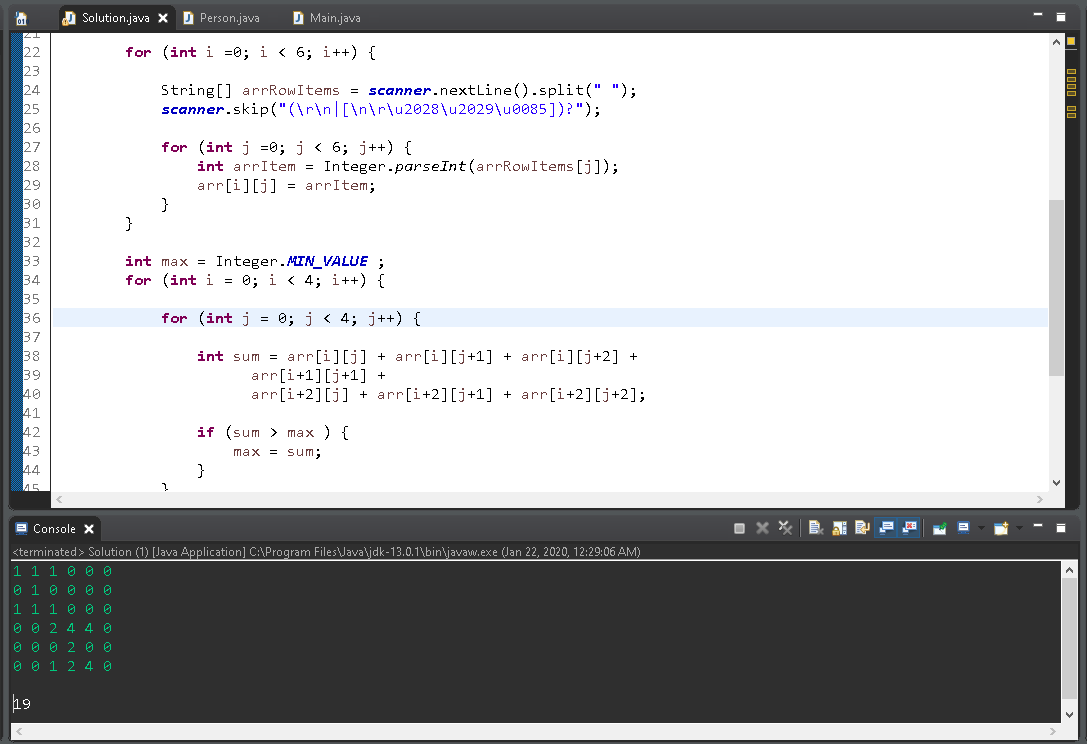 Solution.java Person.java Main.java
21
22 for (int i =0; i < 6; i++) {
23
24 String[] arrRowItems = scanner.nextLine().split(" ");
25 scanner.skip("(\r\n|[\n\r\u2028\u2029\u0085])?");
26
27 for (int j =0; j < 6; j++) {
28 int arrItem = Integer.parseInt(arrRowItems[j]);
29 arr[i][j] = arrItem;
30 }
31 }
32
33 int max = Integer.MIN_VALUE ;
34 for (int i = 0; i < 4; i++) {
35
36 for (int j = 0; j < 4; j++) {
37
38 int sum = arr[i][j] + arr[i][j+1] + arr[i][j+2] +
39 arr[i+1][j+1] +
40 arr[i+2][j] + arr[i+2][j+1] + arr[i+2][j+2];
41
42 if (sum > max ) {
43 max = sum;
44 }
45 }
Console
<terminated> Solution (1) [Java Application] C:\Program Files\Java\jdk-13.0.1\bin\javaw.exe (Jan 22, 2020, 12:29:06 AM)
1 1 1 0 0 0
0 1 0 0 0 0
1 1 1 0 0 0
0 0 2 4 4 0
0 0 0 2 0 0
0 0 1 2 4 0
19